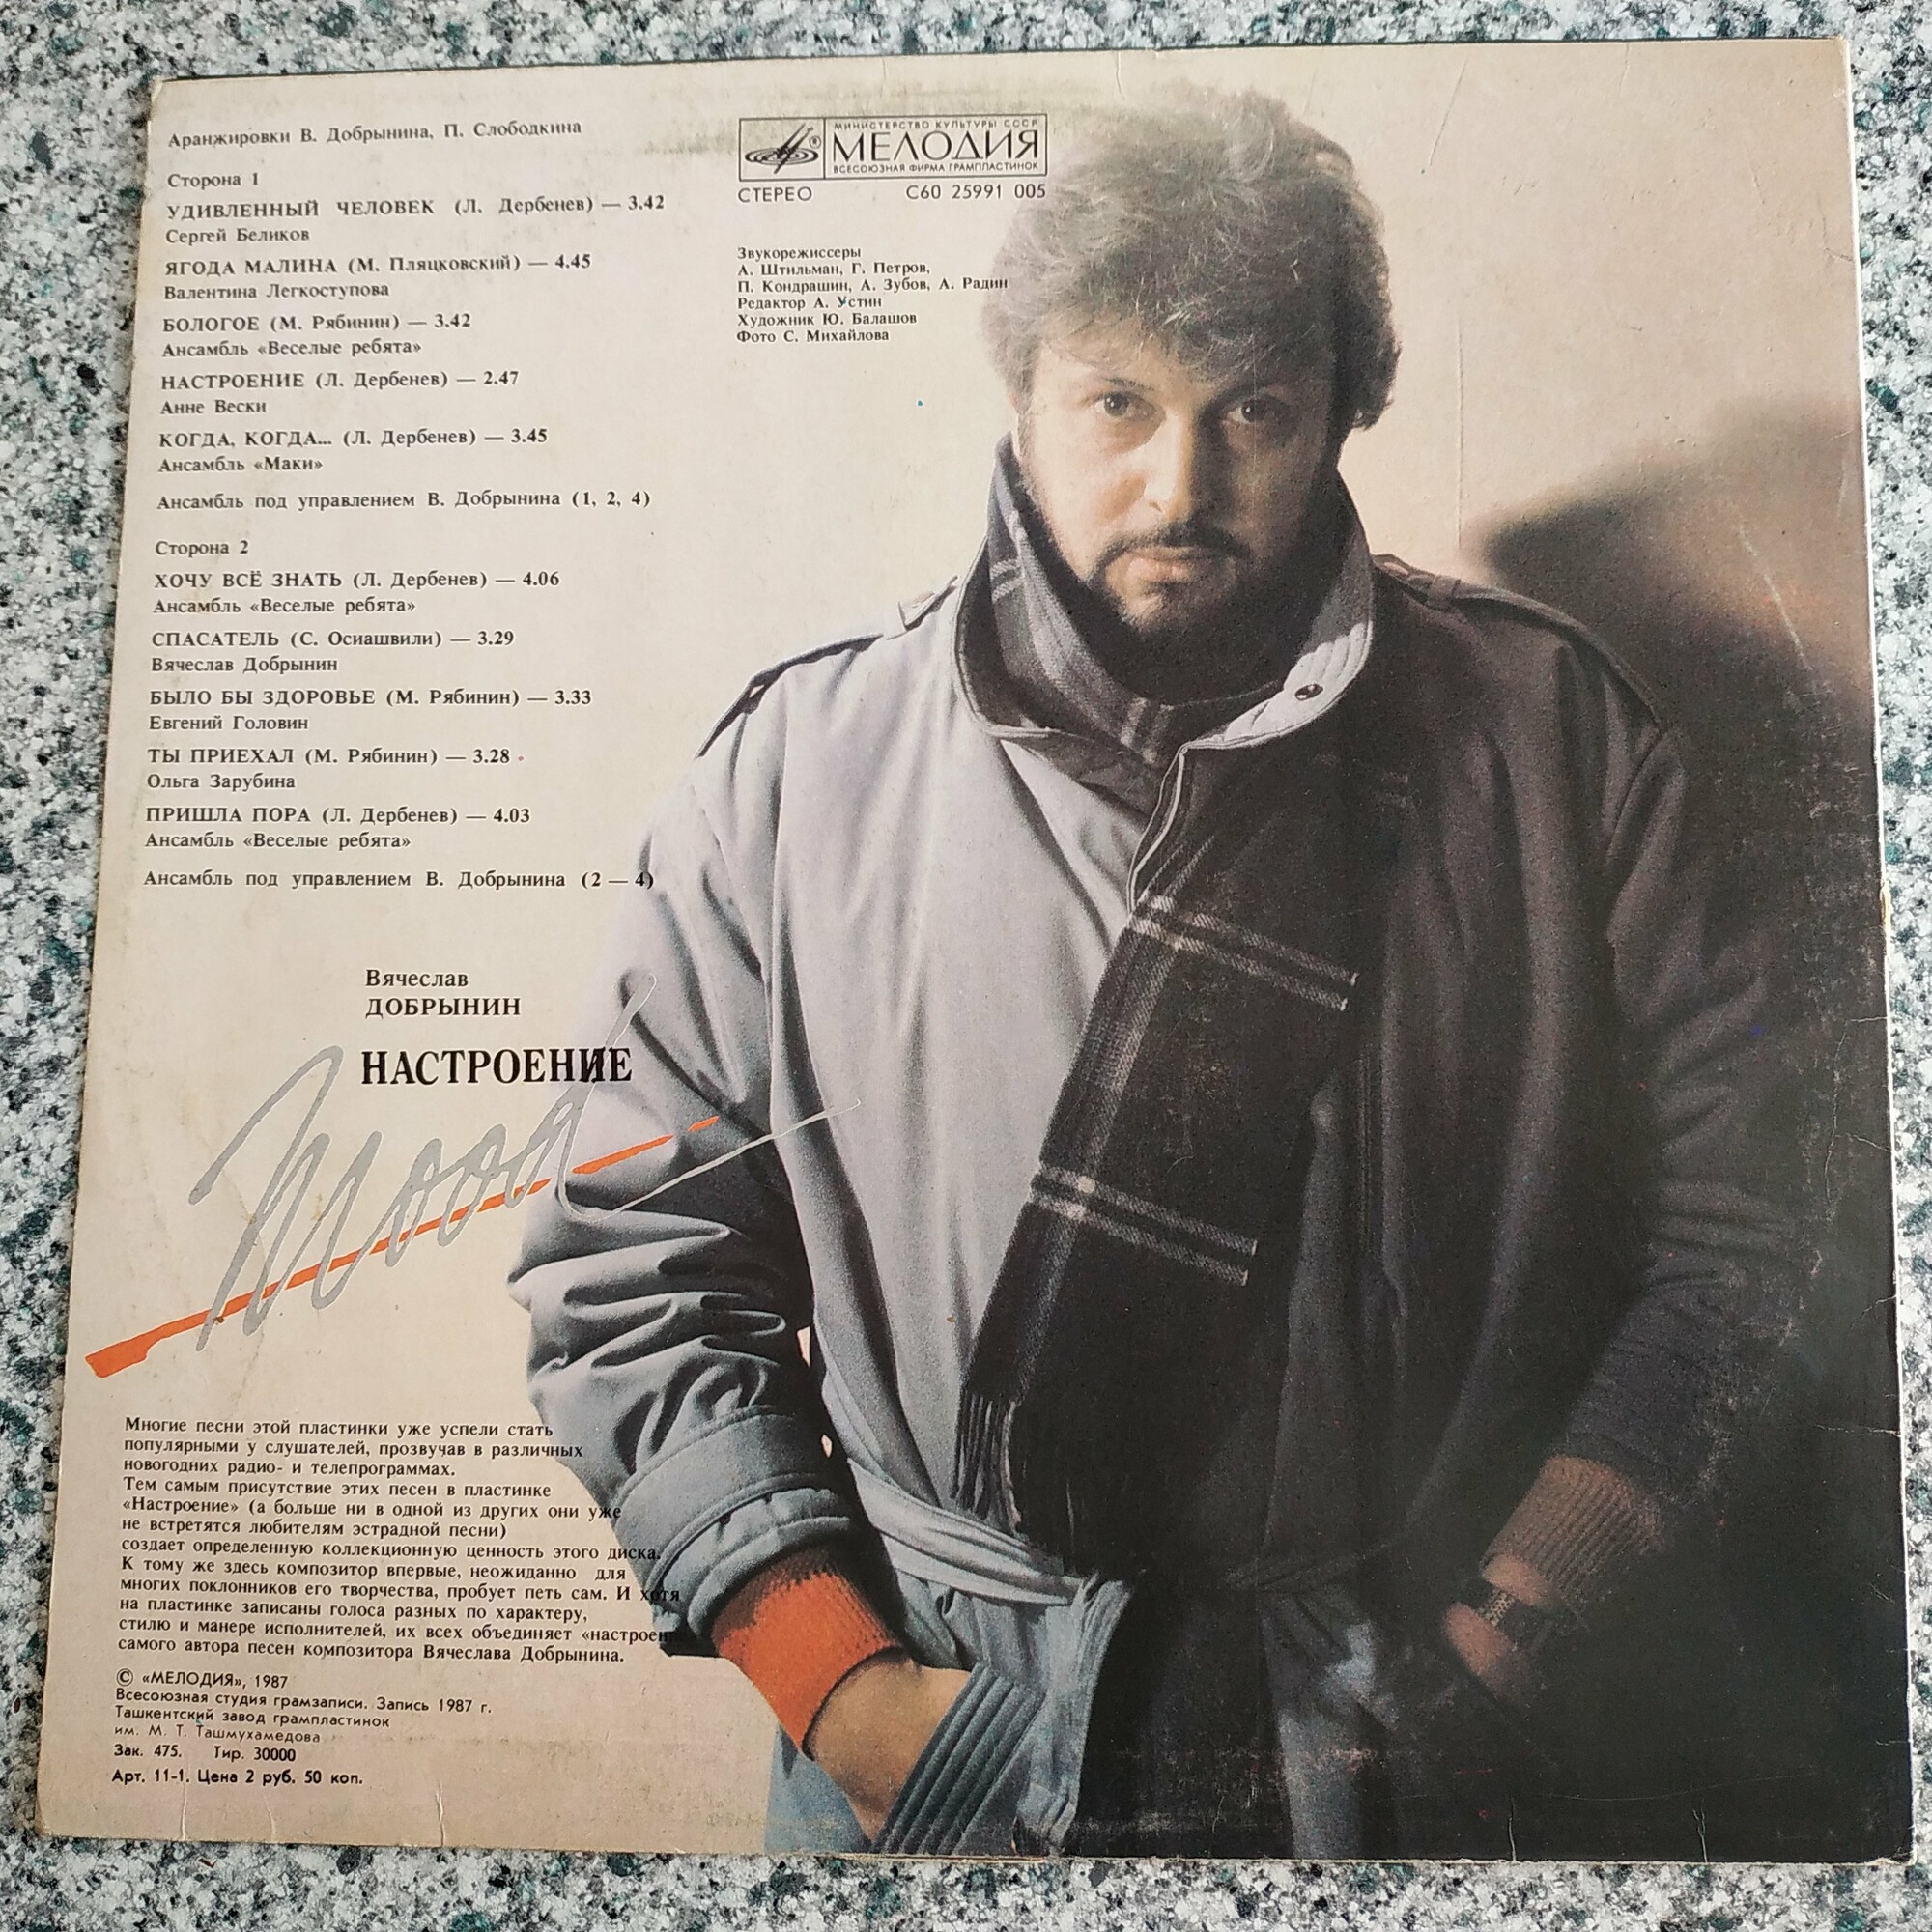 Аранжировки В. Добрынина, П. Слободкина
Сторона 1
УДИВЛЕННЫЙ ЧЕЛОВЕК (Л. Дербенев) — 3.42
Сергей Беликов
ЯГОДА МАЛИНА (М. Пляцковский) — 4.45
Валентина Легкоступова
БОЛОГОЕ (М. Рябинин) — 3.42
Ансамбль «Веселые ребята»
НАСТРОЕНИЕ (Л. Дербенев) — 2.47
Анне Вески
КОГДА, КОГДА... (Л. Дербенев) — 3.45
Ансамбль «Маки»
Ансамбль под управлением В. Добрынина (1, 2, 4)
Сторона 2
ХОЧУ ВСЁ ЗНАТЬ (Л. Дербенев) — 4.06
Ансамбль «Веселые ребята»
СПАСАТЕЛЬ (С. Осиашвили) — 3.29
Вячеслав Добрынин
БЫЛО БЫ ЗДОРОВЬЕ (М. Рябинин) — 3.33
Евгений Головин
ТЫ ПРИЕХАЛ (М. Рябинин) — 3.28
Ольга Зарубина
ПРИШЛА ПОРА (Л. Дербенев) — 4.03
Ансамбль «Веселые ребята»
Ансамбль под управлением В. Добрынина (2 — 4)
МИНИСТЕРСТВО КУЛЬТУРЫ СССР
МЕЛОДИЯ
ВСЕСОЮЗНАЯ ФИРМА ГРАМПЛАСТИНОК
®
СТЕРЕО С60 25991 005
Звукорежиссеры
А. Штильман, Г. Петров,
П. Кондрашин, А. Зубов, А. Радин
Редактор А. Устин
Художник Ю. Балашов
Фото С. Михайлова
Вячеслав
ДОБРЫНИН
НАСТРОЕНИЕ
Mood
Многие песни этой пластинки уже успели стать
популярными у слушателей, прозвучав в различных
новогодних радио- и телепрограммах.
Тем самым присутствие этих песен в пластинке
«Настроение» (а больше ни в одной из других они уже
не встретятся любителям эстрадной песни)
создает определенную коллекционную ценность этого диска.
К тому же здесь композитор впервые, неожиданно для
многих поклонников его творчества, пробует петь сам. И хотя
на пластинке записаны голоса разных по характеру,
стилю и манере исполнителей, их всех объединяет
самого автора песен композитора Вячеслава Добрынина.
© «МЕЛОДИЯ», 1987
Всесоюзная студия грамзаписи. Запись 1987 г.
Ташкентский завод грампластинок
им. М. Т. Ташмухамедова
Зак. 475. Тир. 30000
Арт. 11-1. Цена 2 руб. 50 коп.